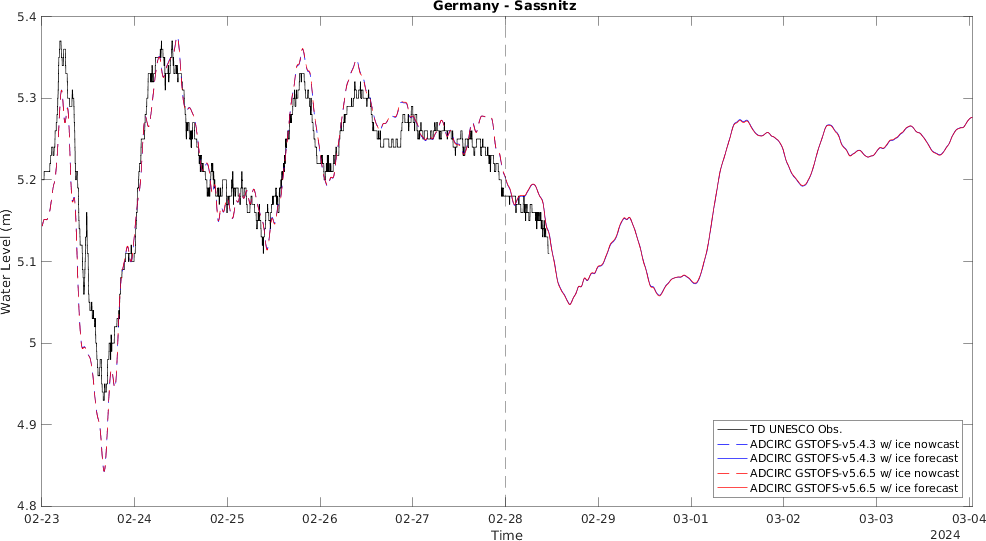 Germany - Sassnitz
5.4
5.3
5.2
5.1
5
4.9
4.8
Water Level (m)
02-23
02-24
02-25
02-26
02-27
02-28
02-29
03-01
03-02
03-03
03-04
Time
2024
TD UNESCO Obs.
ADCIRC GSTOFS-v5.4.3 w/ ice nowcast
ADCIRC GSTOFS-v5.4.3 w/ ice forecast
ADCIRC GSTOFS-v5.6.5 w/ ice nowcast
ADCIRC GSTOFS-v5.6.5 w/ ice forecast